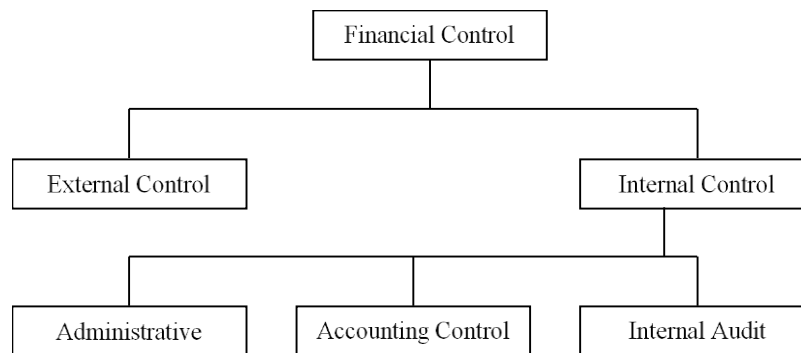 Financial Control
External Control
Internal Control
Administrative
Accounting Control
Internal Audit